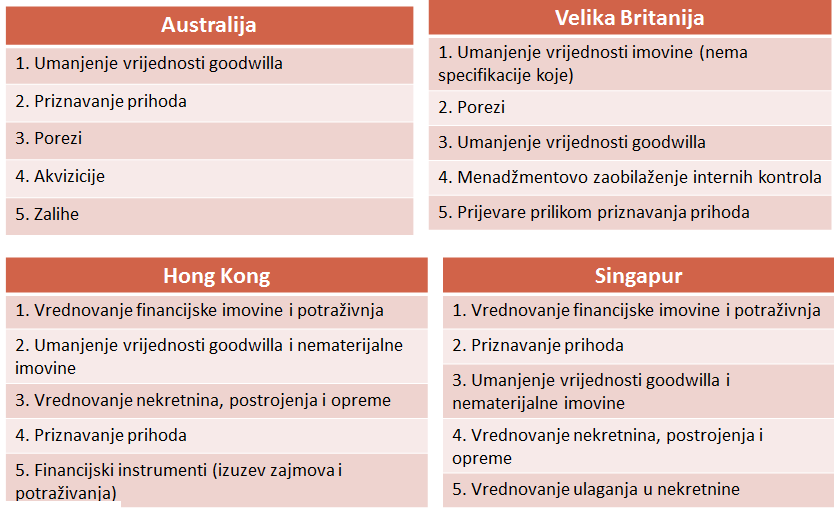 Australija
1. Umanjenje vrijednosti goodwilla
2. Priznavanje prihoda
3. Porezi
4. Akvizicije
5. Zalihe
Velika Britanija
1. Umanjenje vrijednosti imovine (nema
specifikacije koje)
2. Porezi
3. Umanjenje vrijednosti goodwilla
4. Menadžmentovo zaobilaženje internih kontrola
5. Prijevare prilikom priznavanja prihoda
Hong Kong
1. Vrednovanje financijske imovine i potraživnja
2. Umanjenje vrijednosti goodwilla i nematerijalne
imovine
3. Vrednovanje nekretnina, postrojenja i opreme
4. Priznavanje prihoda
5. Financijski instrumenti (izuzev zajmova i
potraživanja)
Singapur
1. Vrednovanje financijske imovine i potraživnja
2. Priznavanje prihoda
3. Umanjenje vrijednosti goodwilla i
nematerijalne imovine
4. Vrednovanje nekretnina, postrojenja i
opreme
5. Vrednovanje ulaganja u nekretnine